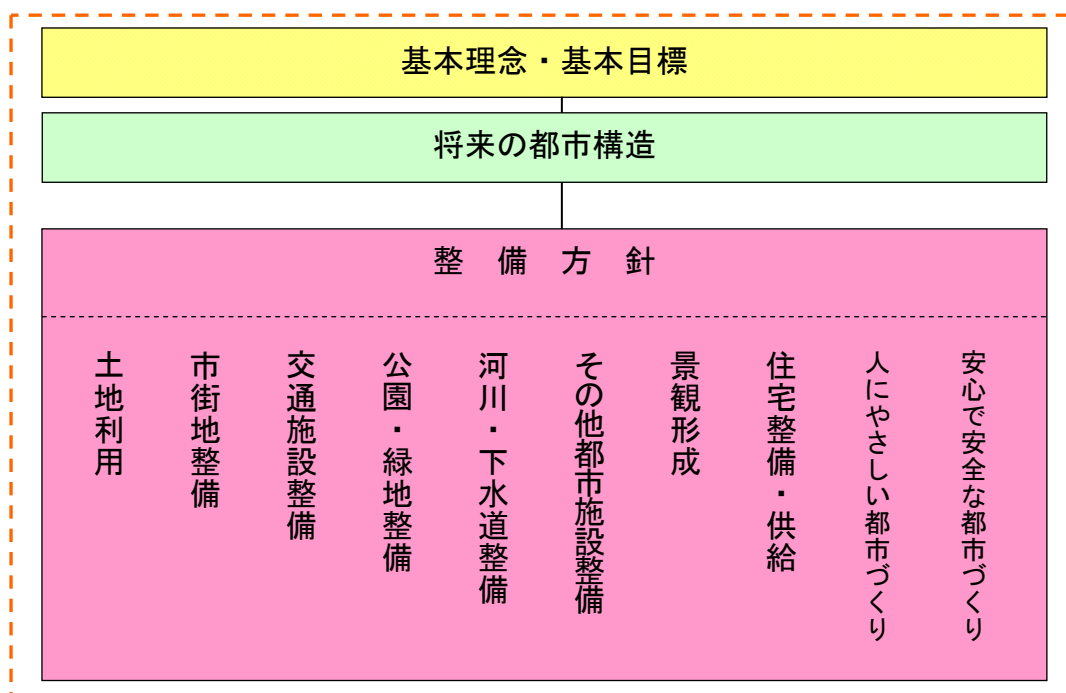 基本理念・基本目標
将来の都市構造
整備方針
土地利用
市街地整備
交通施設整備
公園・緑地整備
河川・下水道整備
その他都市施設整備
景観形成
住宅整備・供給
人にやさしい都市づくり
安心で安全な都市づくり